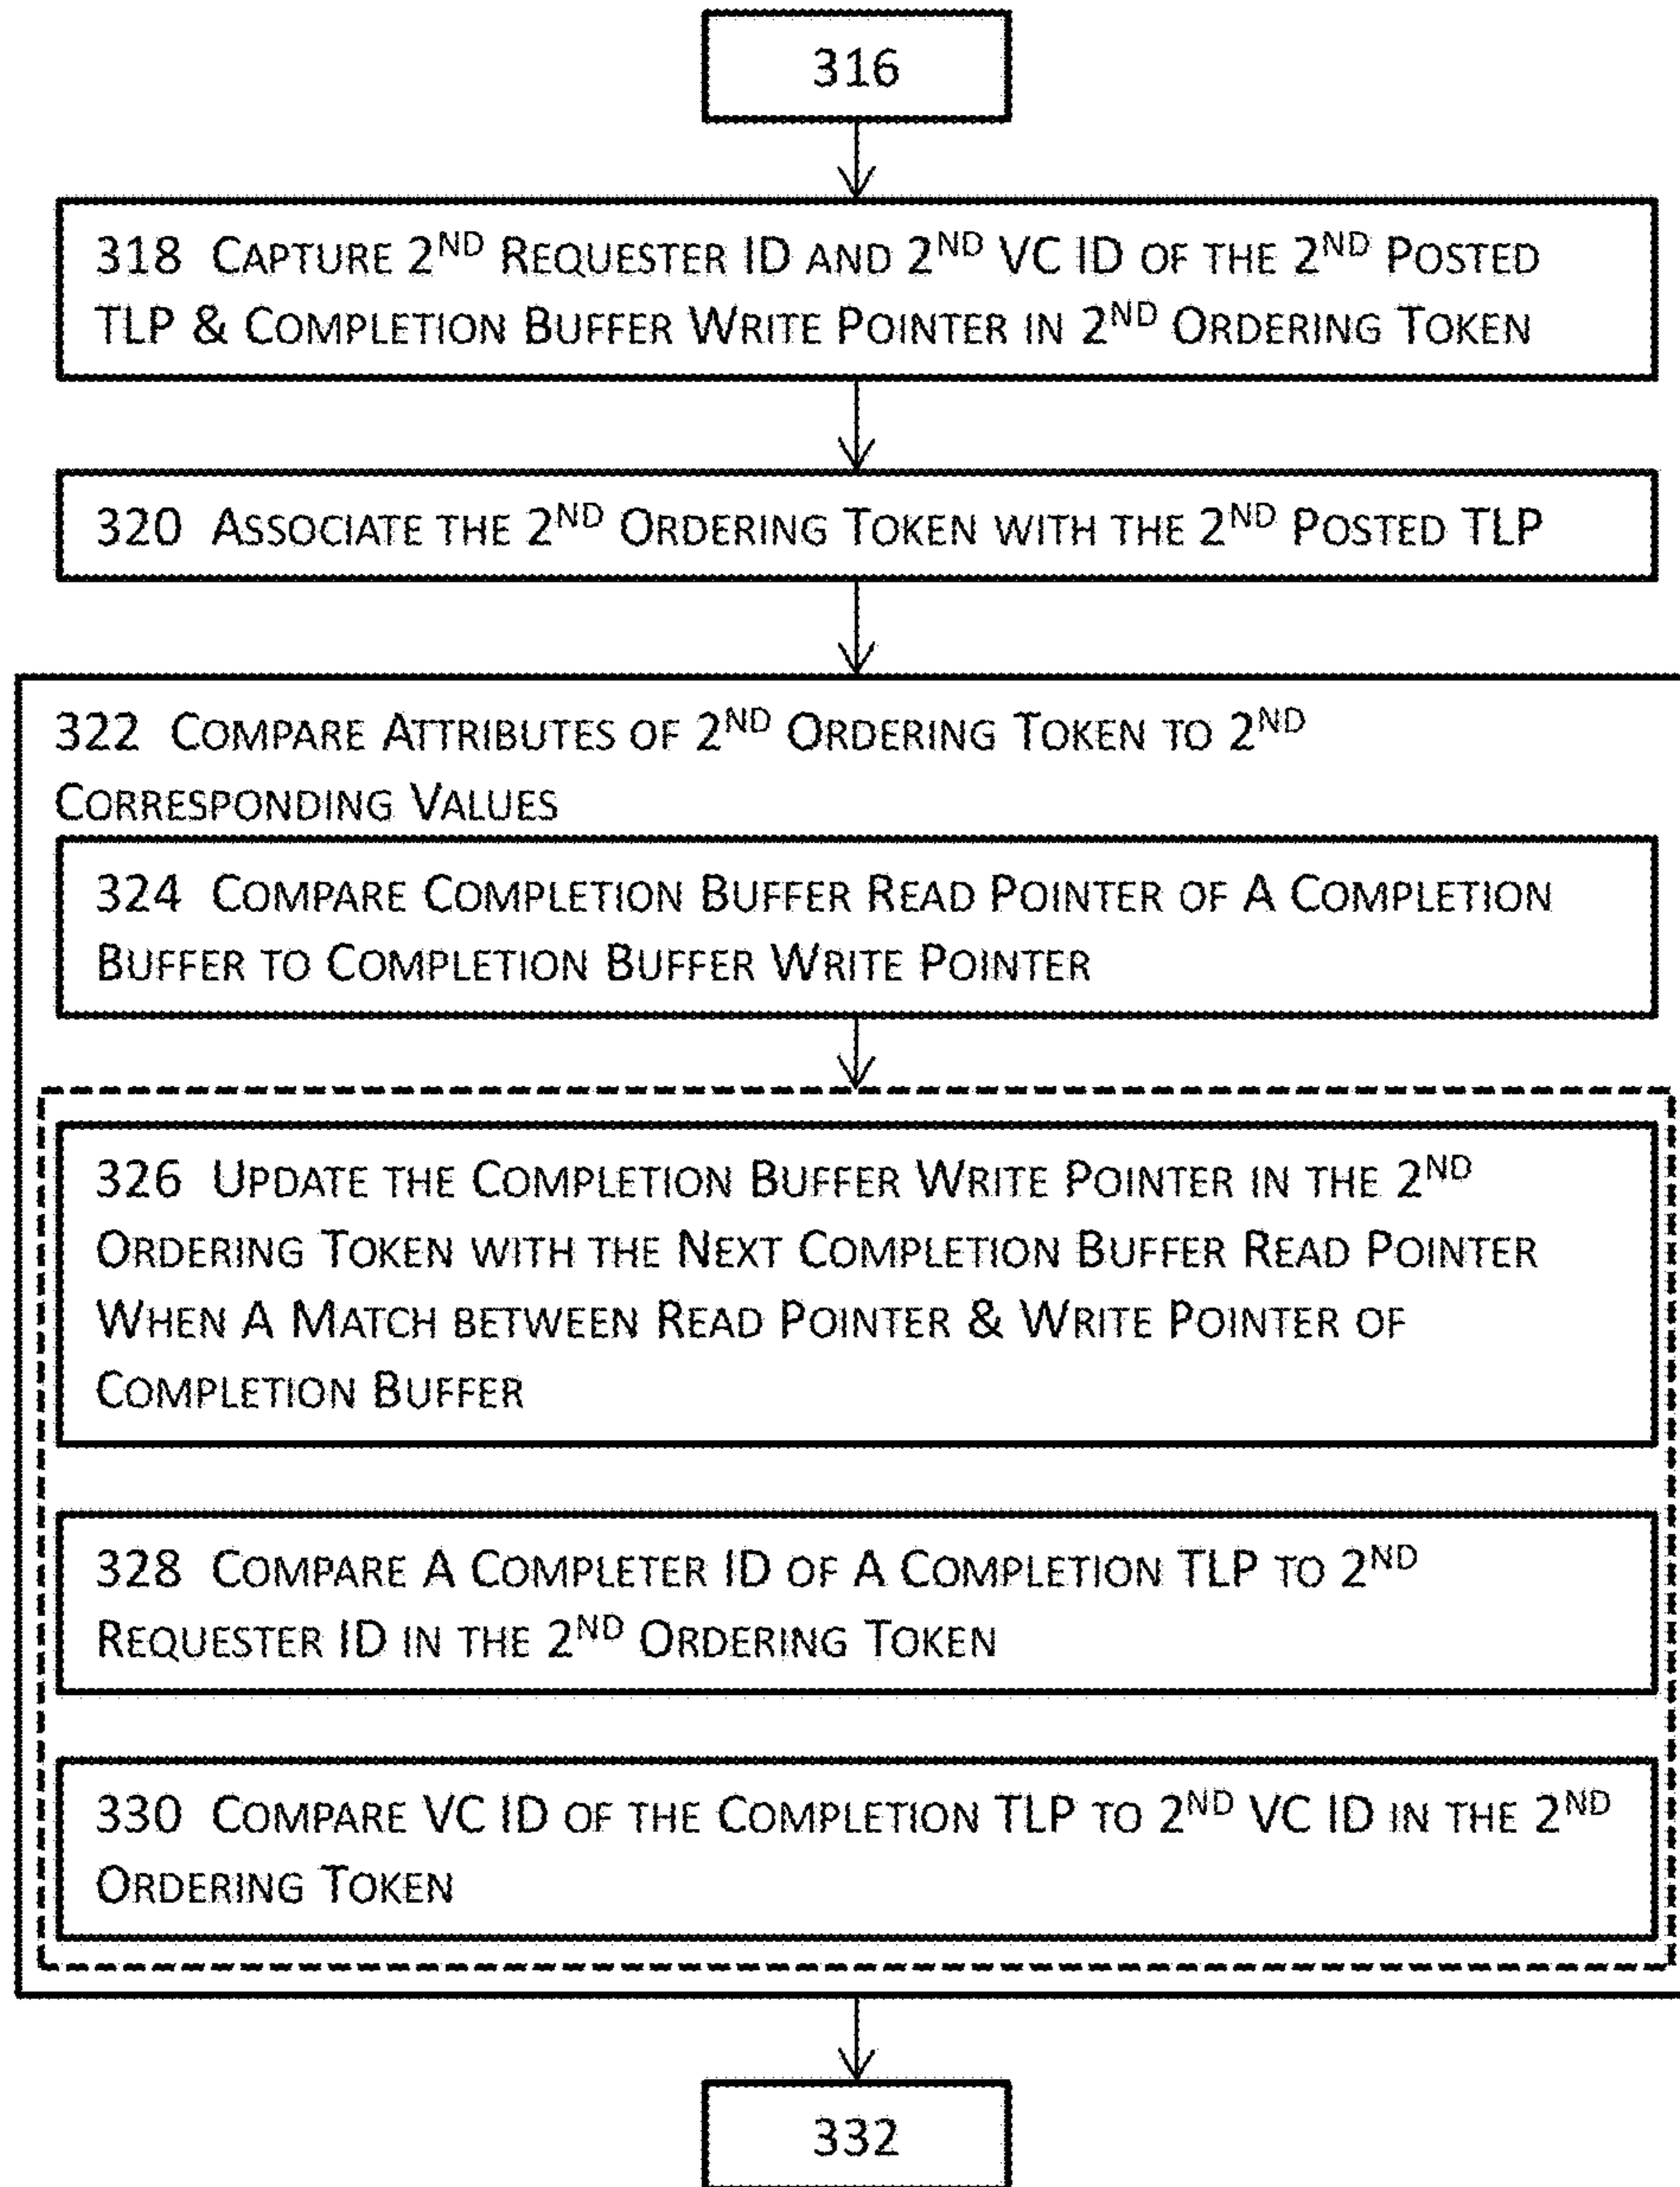 316
318 Capture 2ND Requester ID and 2ND VC ID of the 2ND Posted
TLP & Completion Buffer Write Pointer in 2ND Ordering Token
320 Associate the 2ND Ordering Token with the 2ND Posted TLP
322 Compare Attributes of 2ND Ordering Token to 2ND
Corresponding Values
324 Compare Completion Buffer Read Pointer of A Completion
Buffer to Completion Buffer Write Pointer
326 Update the Completion Buffer Write Pointer in the 2ND
Ordering Token with the Next Completion Buffer Read Pointer
When A Match between Read Pointer & Write Pointer of
Completion Buffer
328 Compare A Completer ID of A Completion TLP to 2ND
Requester ID in the 2ND Ordering Token
330 Compare VC ID of the Completion TLP to 2ND VC ID in the 2ND
Ordering Token
332